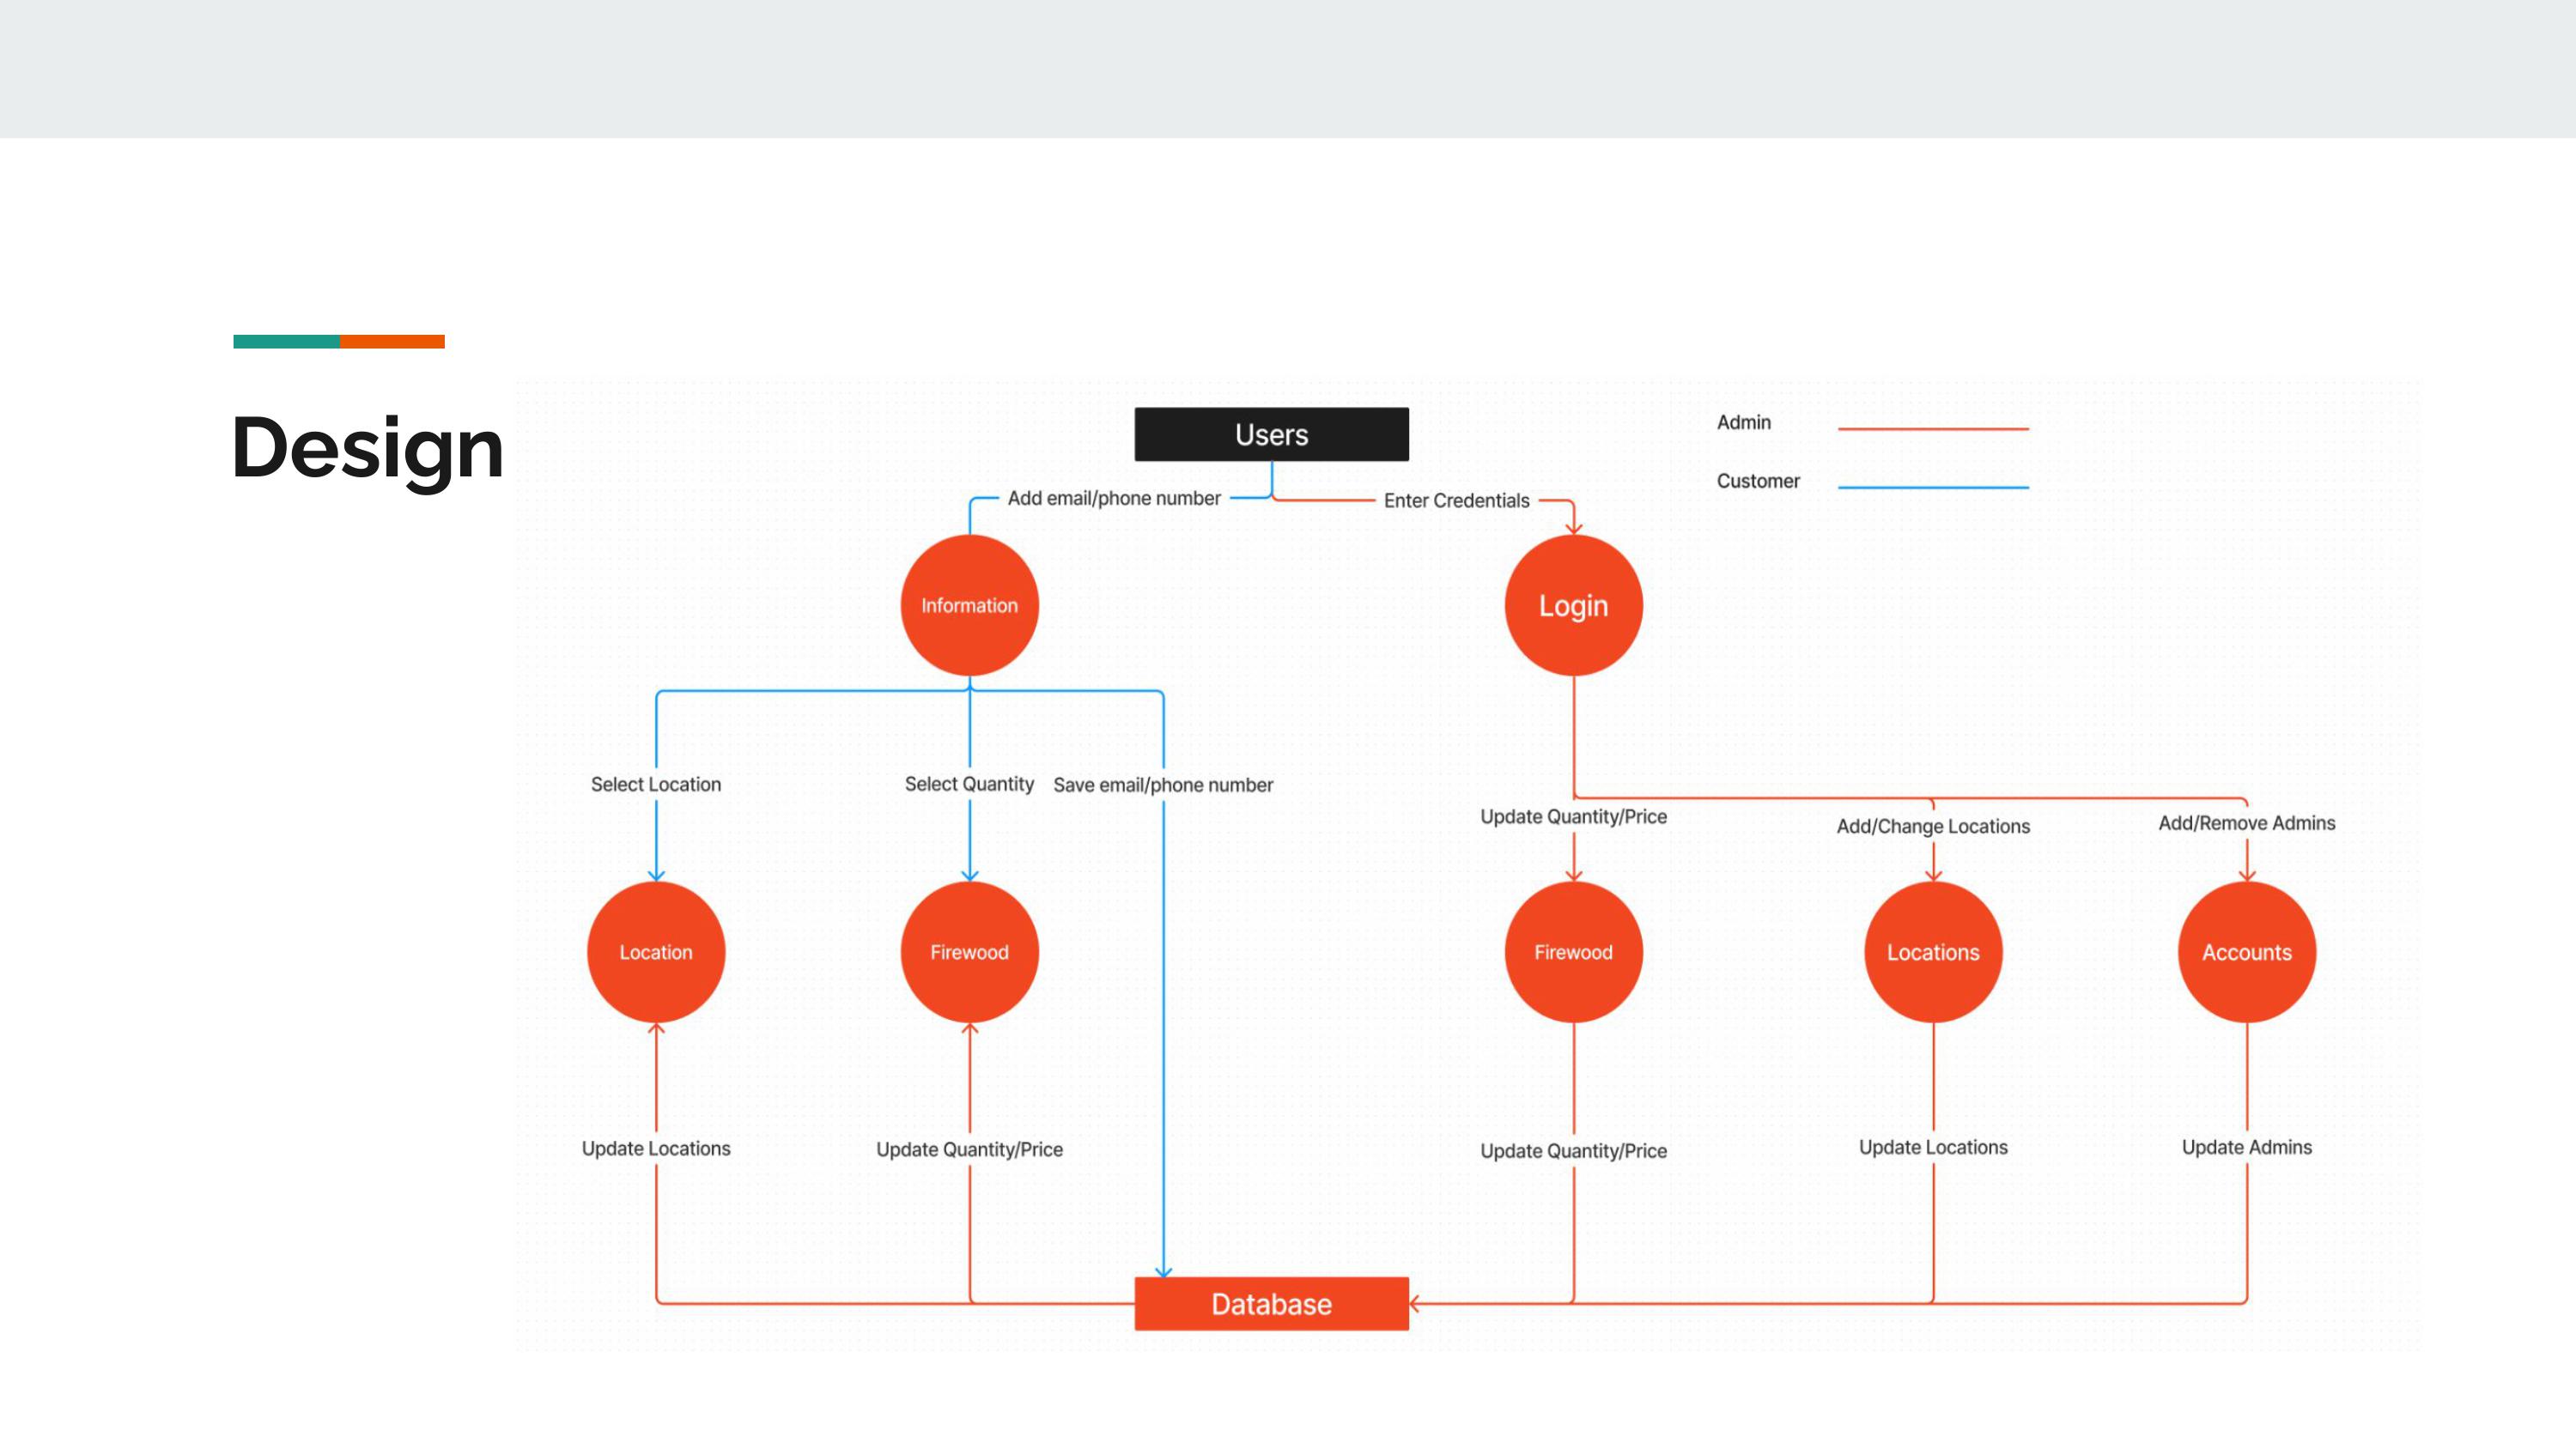 Design
Users
Admin
Customer
Add email/phone number
Enter Credentials
Information
Login
Select Location
Select Quantity
Save email/phone number
Update Quantity/Price
Add/Change Locations
Add/Remove Admins
Location
Firewood
Firewood
Locations
Accounts
Update Locations
Update Quantity/Price
Update Quantity/Price
Update Locations
Update Admins
Database